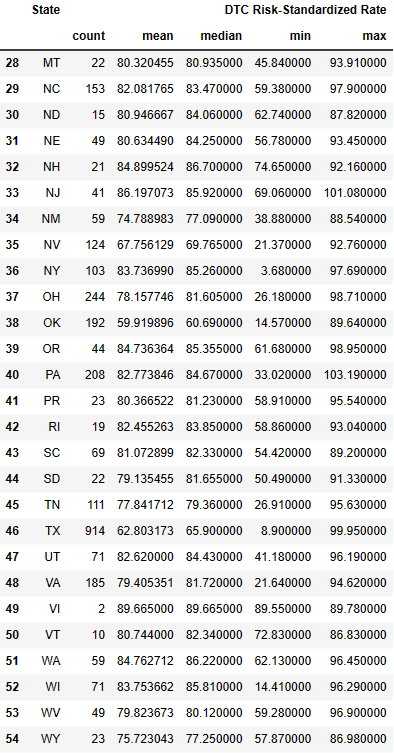 State DTC Risk-Standardized Rate
count mean median min max
28 MT 22 80.320455 80.935000 45.840000 93.910000
29 NC 153 82.081765 83.470000 59.380000 97.900000
30 ND 15 80.946667 84.060000 62.740000 87.820000
31 NE 49 80.634490 84.250000 56.780000 93.450000
32 NH 21 84.899524 86.700000 74.650000 92.160000
33 NJ 41 86.197073 85.920000 69.060000 101.080000
34 NM 59 74.788983 77.090000 38.880000 88.540000
35 NV 124 67.756129 69.765000 21.370000 92.760000
36 NY 103 83.736990 85.260000 3.680000 97.690000
37 OH 244 78.157746 81.605000 26.180000 98.710000
38 OK 192 59.919896 60.690000 14.570000 89.640000
39 OR 44 84.736364 85.355000 61.680000 98.950000
40 PA 208 82.773846 84.670000 33.020000 103.190000
41 PR 23 80.366522 81.230000 58.910000 95.540000
42 RI 19 82.455263 83.850000 58.860000 93.040000
43 SC 69 81.072899 82.330000 54.420000 89.200000
44 SD 22 79.135455 81.655000 50.490000 91.330000
45 TN 111 77.841712 79.360000 26.910000 95.630000
46 TX 914 62.803173 65.900000 8.900000 99.950000
47 UT 71 82.620000 84.430000 41.180000 96.190000
48 VA 185 79.405351 81.720000 21.640000 94.620000
49 VI 2 89.665000 89.665000 89.550000 89.780000
50 VT 10 80.744000 82.340000 72.830000 86.830000
51 WA 59 84.762712 86.220000 62.130000 96.450000
52 WI 71 83.753662 85.810000 14.410000 96.290000
53 WV 49 79.823673 80.120000 59.280000 96.900000
54 WY 23 75.723043 77.250000 57.870000 86.980000